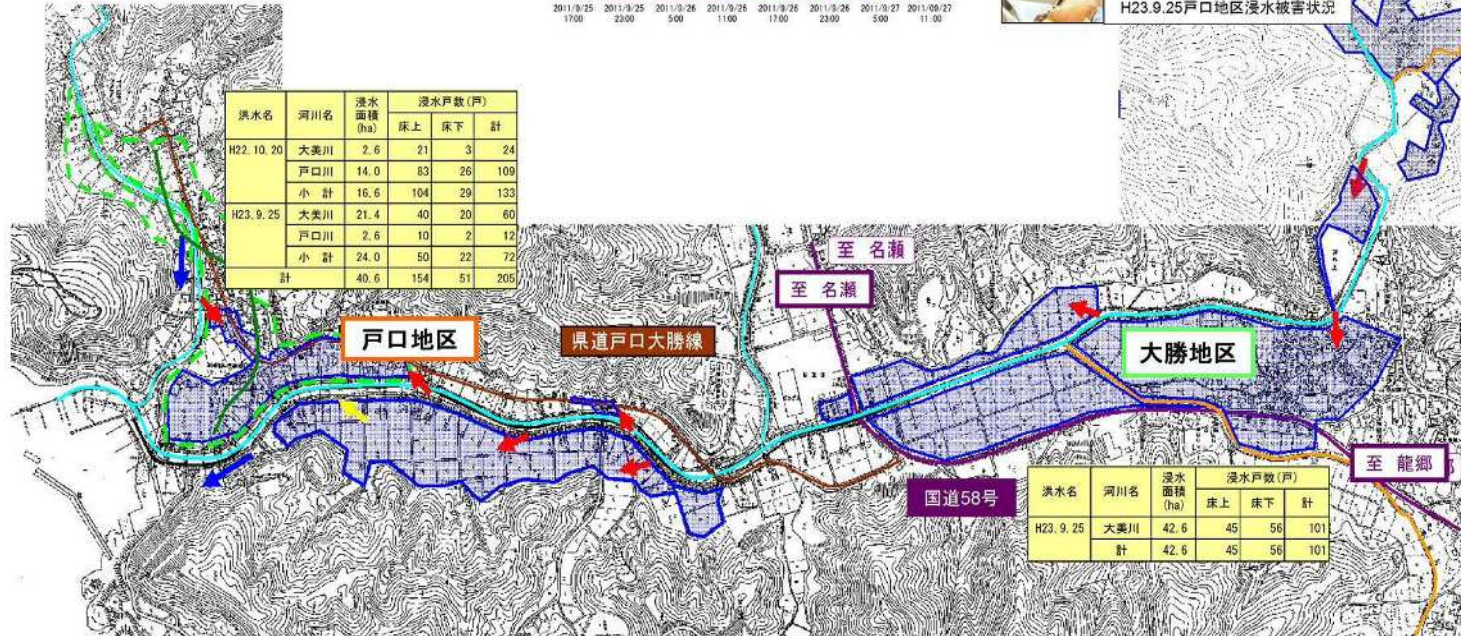 2011/9/25 2011/9/25 2011/9/26 2011/9/26 2011/9/26 2011/9/26 2011/9/27 2011/09/27
17:00 23:00 5:00 11:00 17:00 23:00 5:00 11:00
H23.9.25戸口地区浸水被害状況
洪水名 河川名 浸水面積(ha) 浸水戸数(戸)
床上 床下 計
H22.10.20 大美川 2.6 21 3 24
戸口川 14.0 83 26 109
小計 16.6 104 29 133
H23.9.25 大美川 21.4 40 20 60
戸口川 2.6 10 2 12
小計 24.0 50 22 72
計 40.6 154 51 205
至 名瀬
至 名瀬
戸口地区
県道戸口大勝線
大勝地区
至 龍郷
国道58号
洪水名 河川名 浸水面積(ha) 浸水戸数(戸)
床上 床下 計
H23.9.25 大美川 42.6 45 56 101
計 42.6 45 56 101